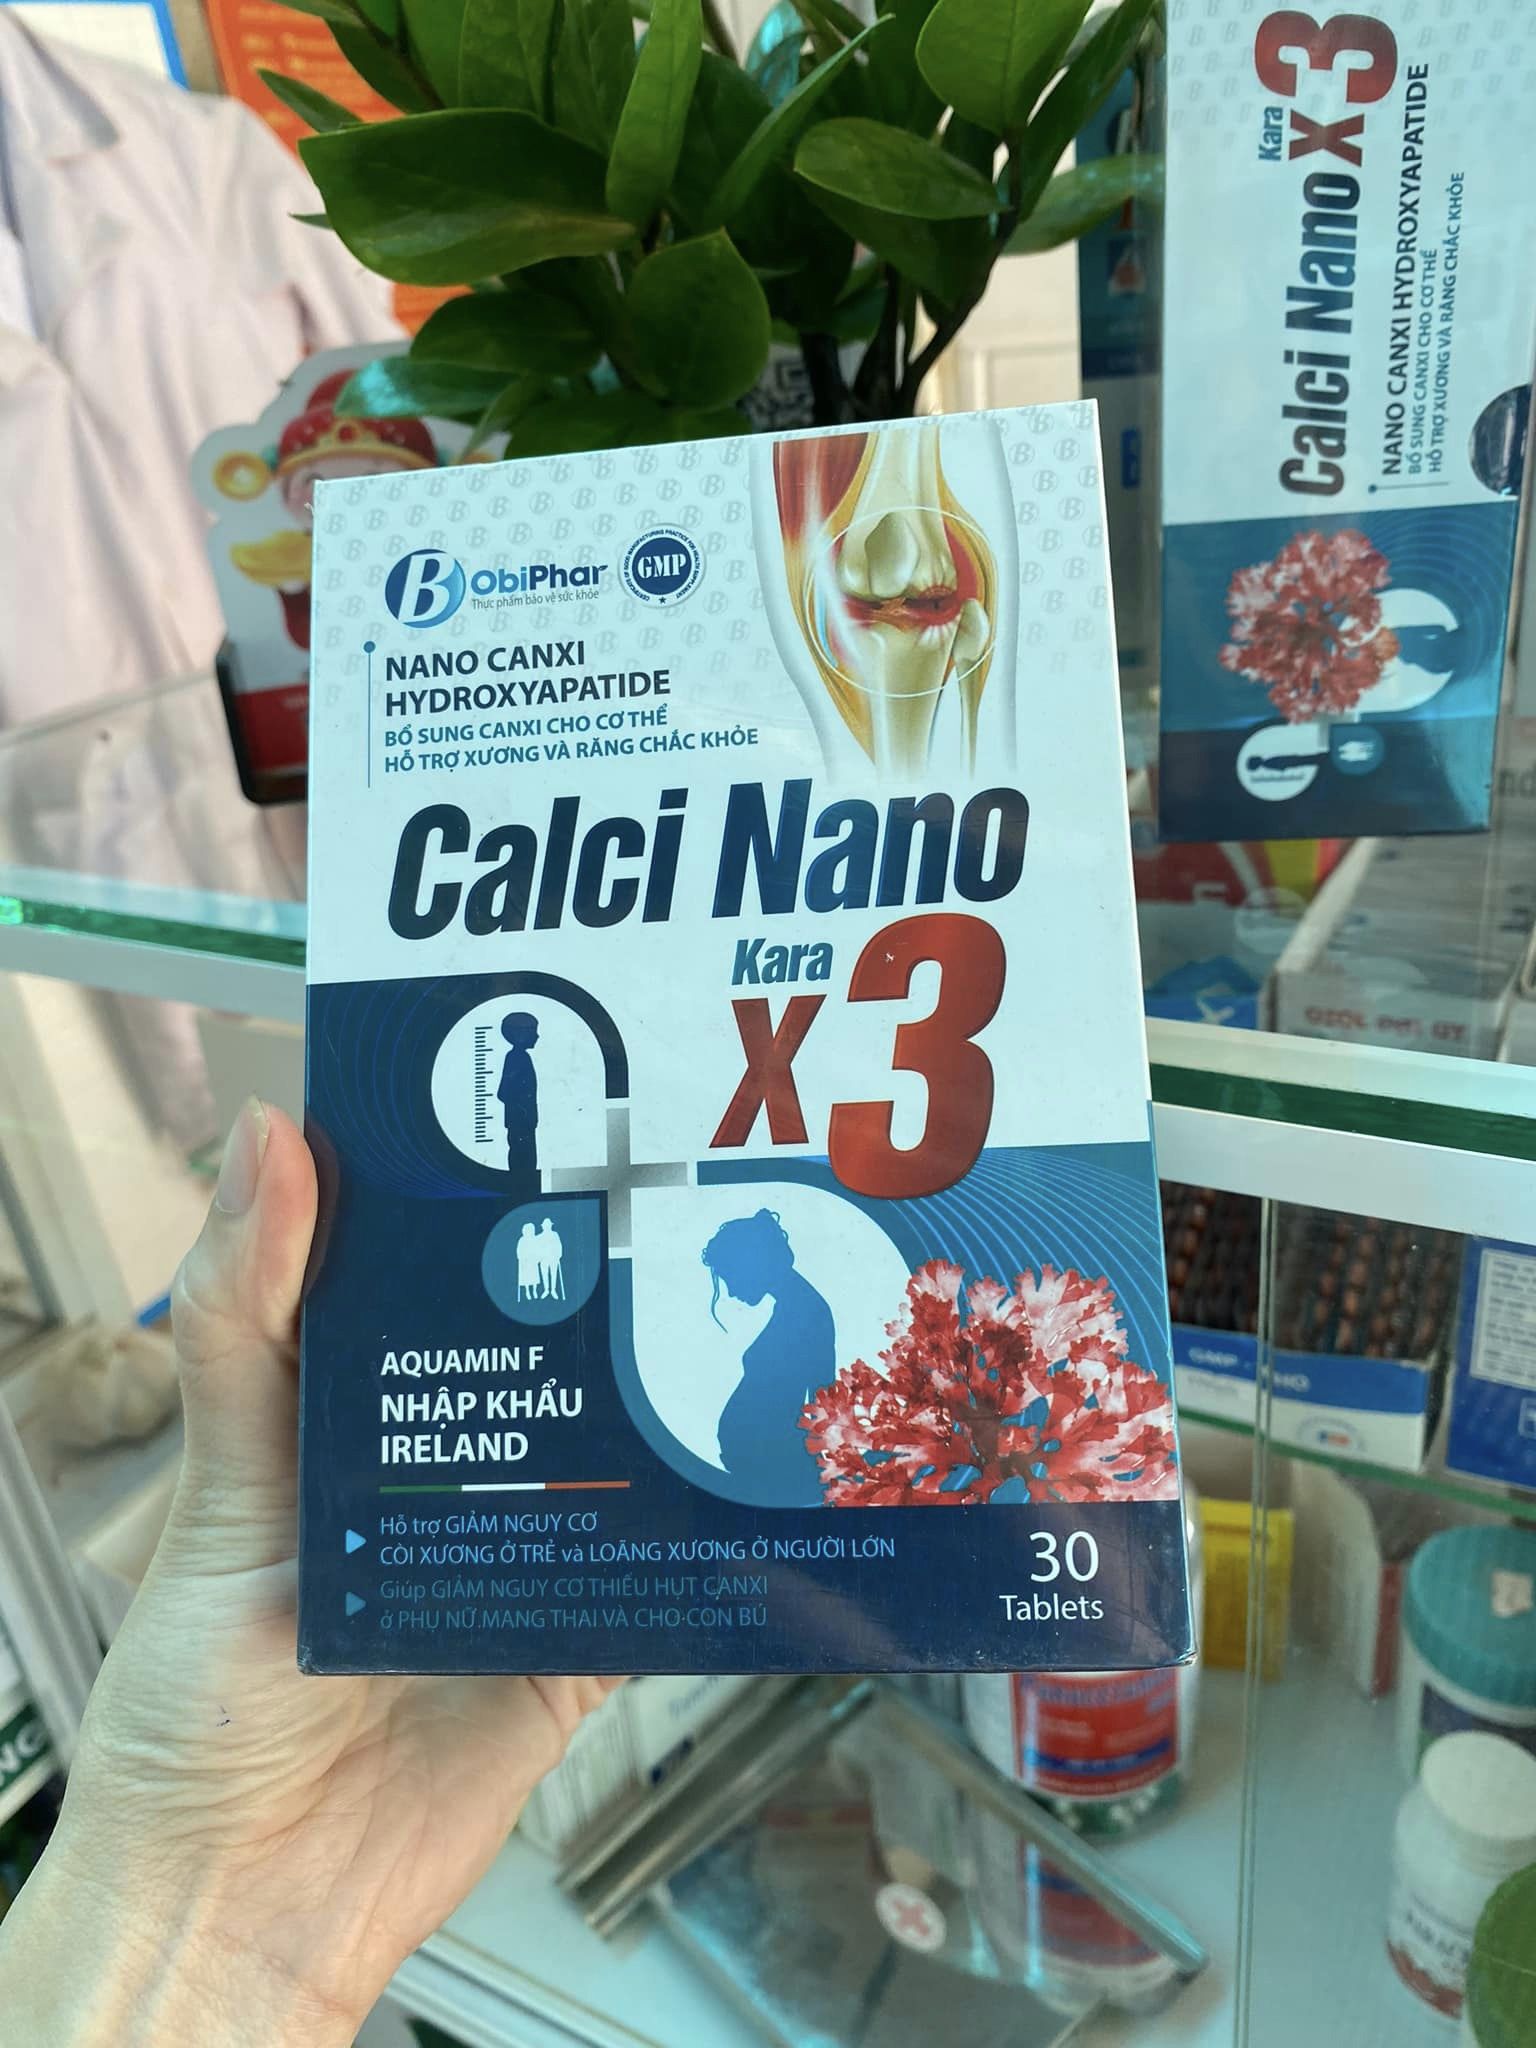 BObiPhar
Thực phẩm bảo vệ sức khỏe
GMP
NANO CANXI
HYDROXYAPATIDE
BỔ SUNG CANXI CHO CƠ THỂ
HỖ TRỢ XƯƠNG VÀ RĂNG CHẮC KHỎE
Calci Nano
Kara
x3
AQUAMIN F
NHẬP KHẨU
IRELAND
Hỗ trợ GIẢM NGUY CƠ
CÒI XƯƠNG Ở TRẺ và LOÃNG XƯƠNG Ở NGƯỜI LỚN
Giúp GIẢM NGUY CƠ THIẾU HỤT CANXI
ở PHỤ NỮ MANG THAI VÀ CHO CON BÚ
30
Tablets
Calci Nano
Kara
x3
NANO CANXI HYDROXYAPATIDE
BỔ SUNG CANXI CHO CƠ THỂ
HỖ TRỢ XƯƠNG VÀ RĂNG CHẮC KHỎE